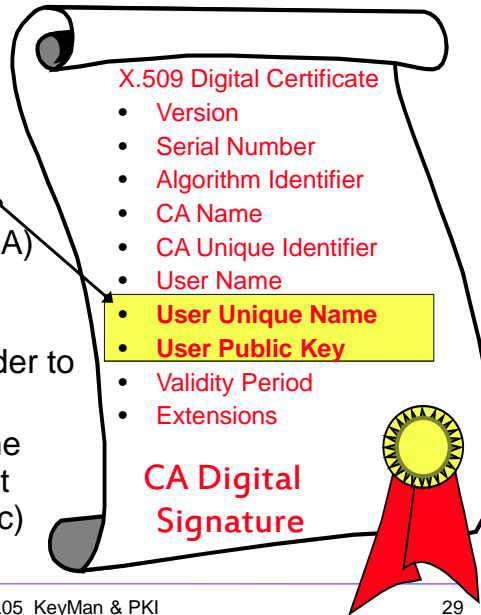 X.509 Digital Certificate
• Version
• Serial Number
• Algorithm Identifier
• CA Name
A)
• CA Unique Identifier
• User Name
• User Unique Name
• User Public Key
der to
• Validity Period
• Extensions
ne
t
c)
CA Digital
Signature
05 KeyMan & PKI
29